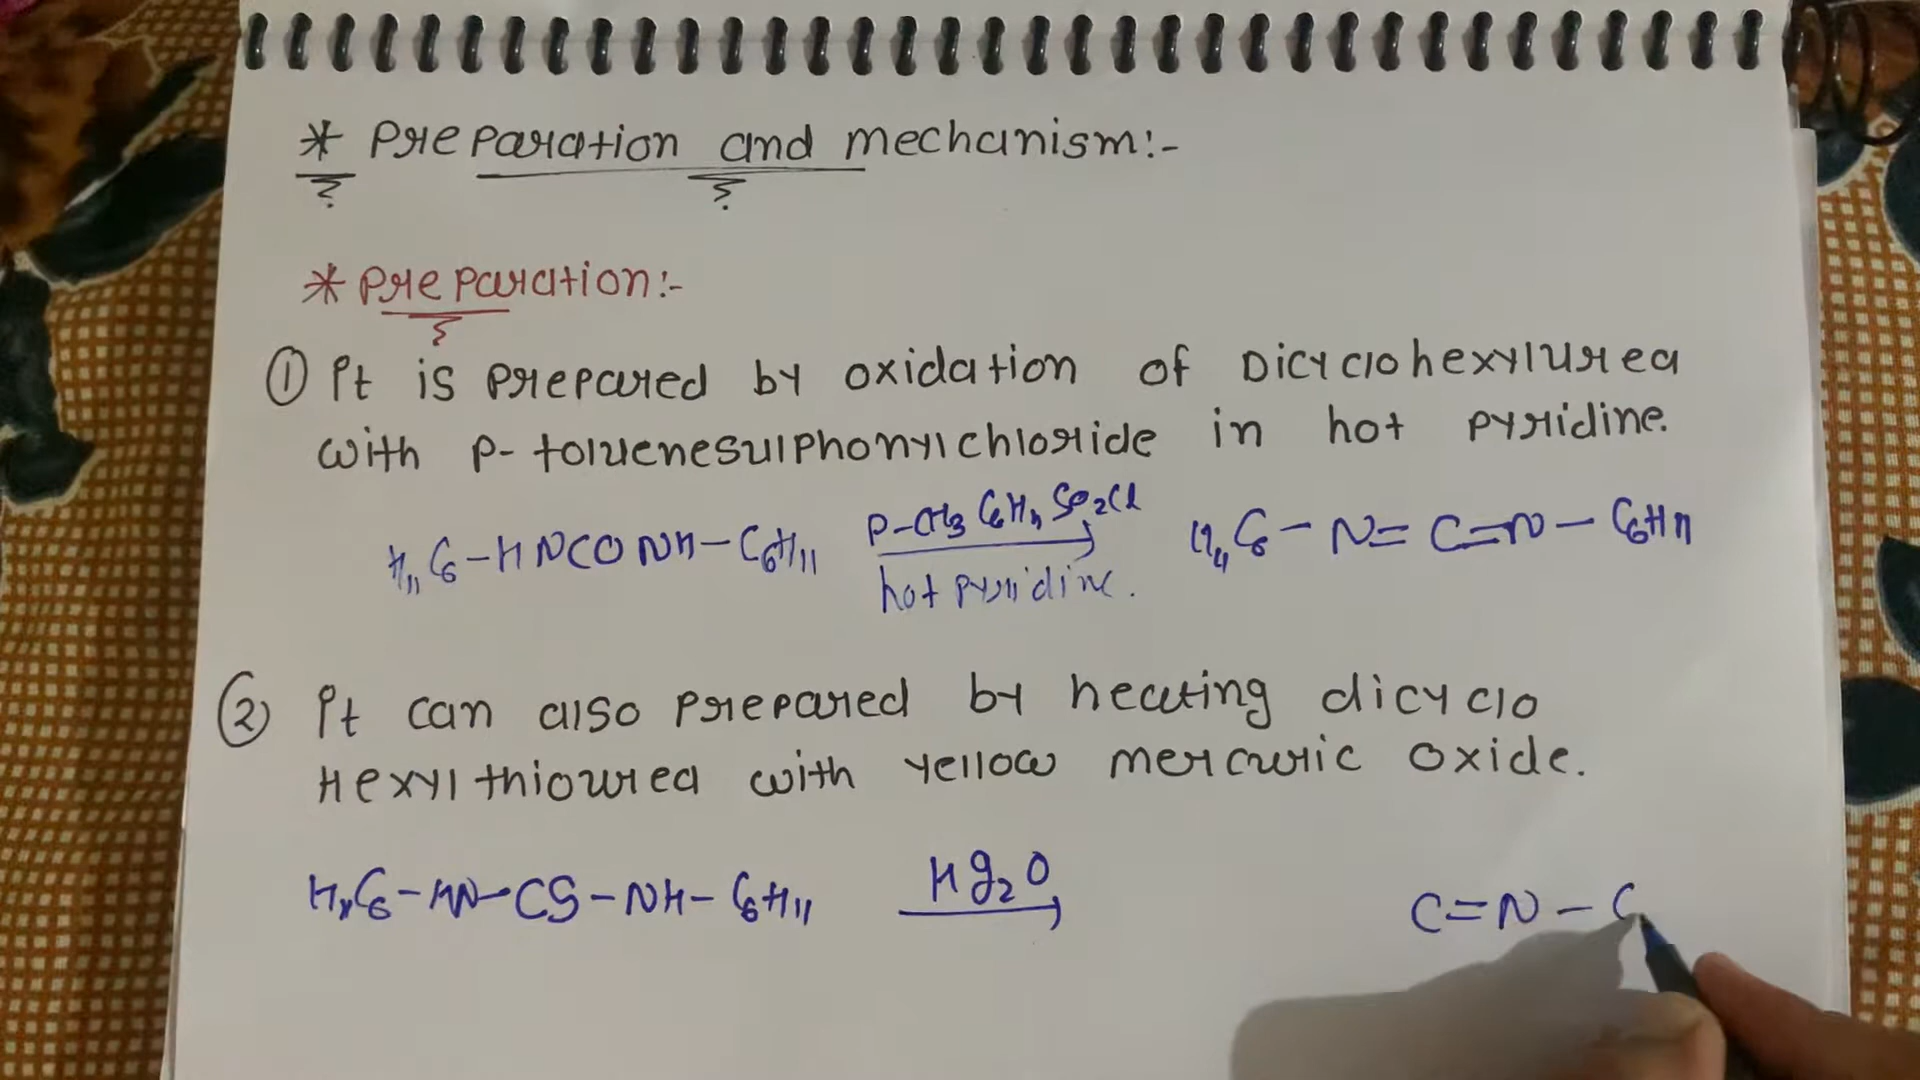 * Preparation and mechanism:-
* Preparation:-
① It is prepared by oxidation of Dicyclohexylurea
with p-toluenesulphonylchloride in hot pyridine.
H₁₁C₆-HNCONH-C₆H₁₁ P-CH₃C₆H₄SO₂Cl hot pyridine. H₁₁C₆-N=C=N-C₆H₁₁
② It can also prepared by heating dicyclo
Hexylthiourea with yellow mercuric oxide.
H₁₁C₆-HN-CS-NH-C₆H₁₁ Hg₂O C=N-C